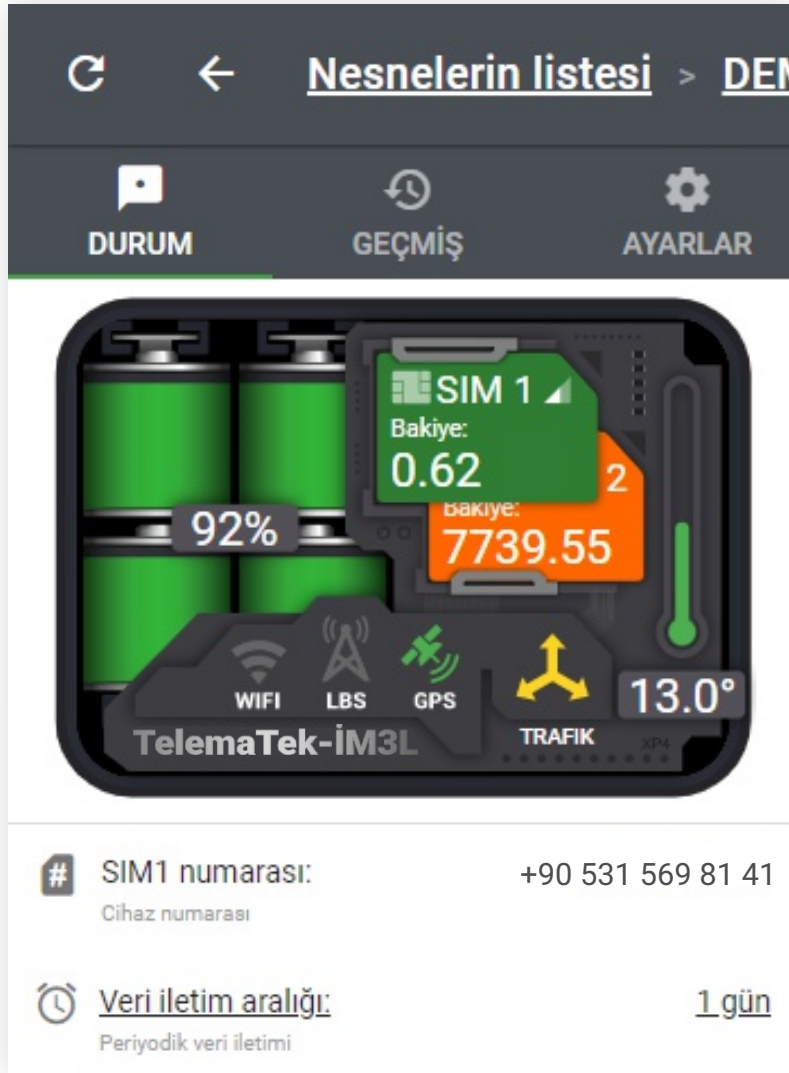 Nesnelerin listesi > DEM
DURUM GEÇMİŞ AYARLAR
SIM 1
Bakiye:
0.62
2
Bakiye:
7739.55
92%
WIFI LBS GPS
TRAFIK
13.0°
TelemaTek-İM3L
XP4
# SIM1 numarası: +90 531 569 81 41
Cihaz numarası
Veri iletim aralığı: 1 gün
Periyodik veri iletimi